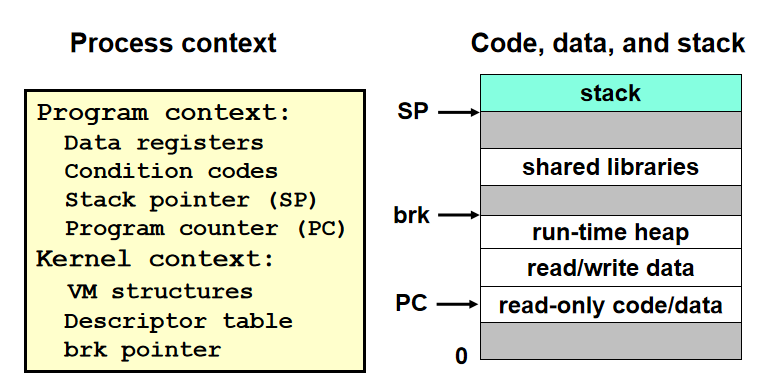 Process context
Program context:
Data registers
Condition codes
Stack pointer (SP)
Program counter (PC)
Kernel context:
VM structures
Descriptor table
brk pointer
Code, data, and stack
stack
SP
shared libraries
brk
run-time heap
read/write data
PC
read-only code/data
0